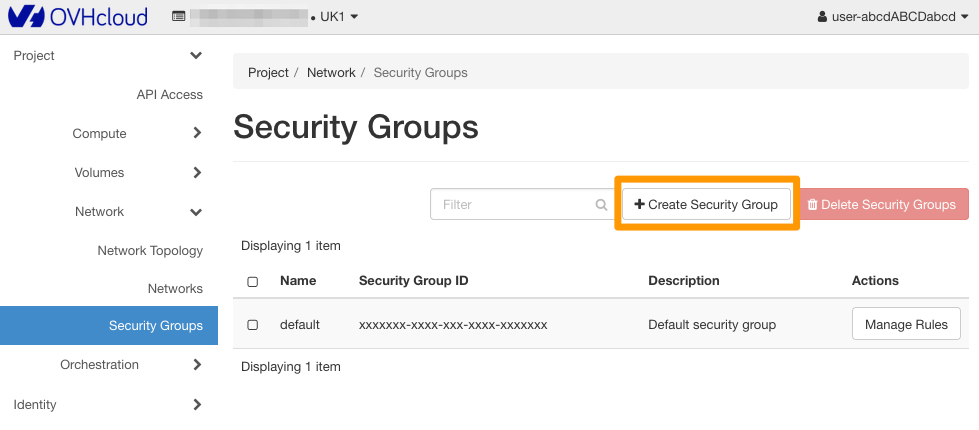 OVHcloud • UK1 user-abcdABCDabcd
Project
API Access
Compute
Volumes
Network
Network Topology
Networks
Security Groups
Orchestration
Identity
Project / Network / Security Groups
Security Groups
Filter Create Security Group Delete Security Groups
Displaying 1 item
Name Security Group ID Description Actions
default xxxxxxx-xxxx-xxx-xxxx-xxxxxxx Default security group Manage Rules
Displaying 1 item